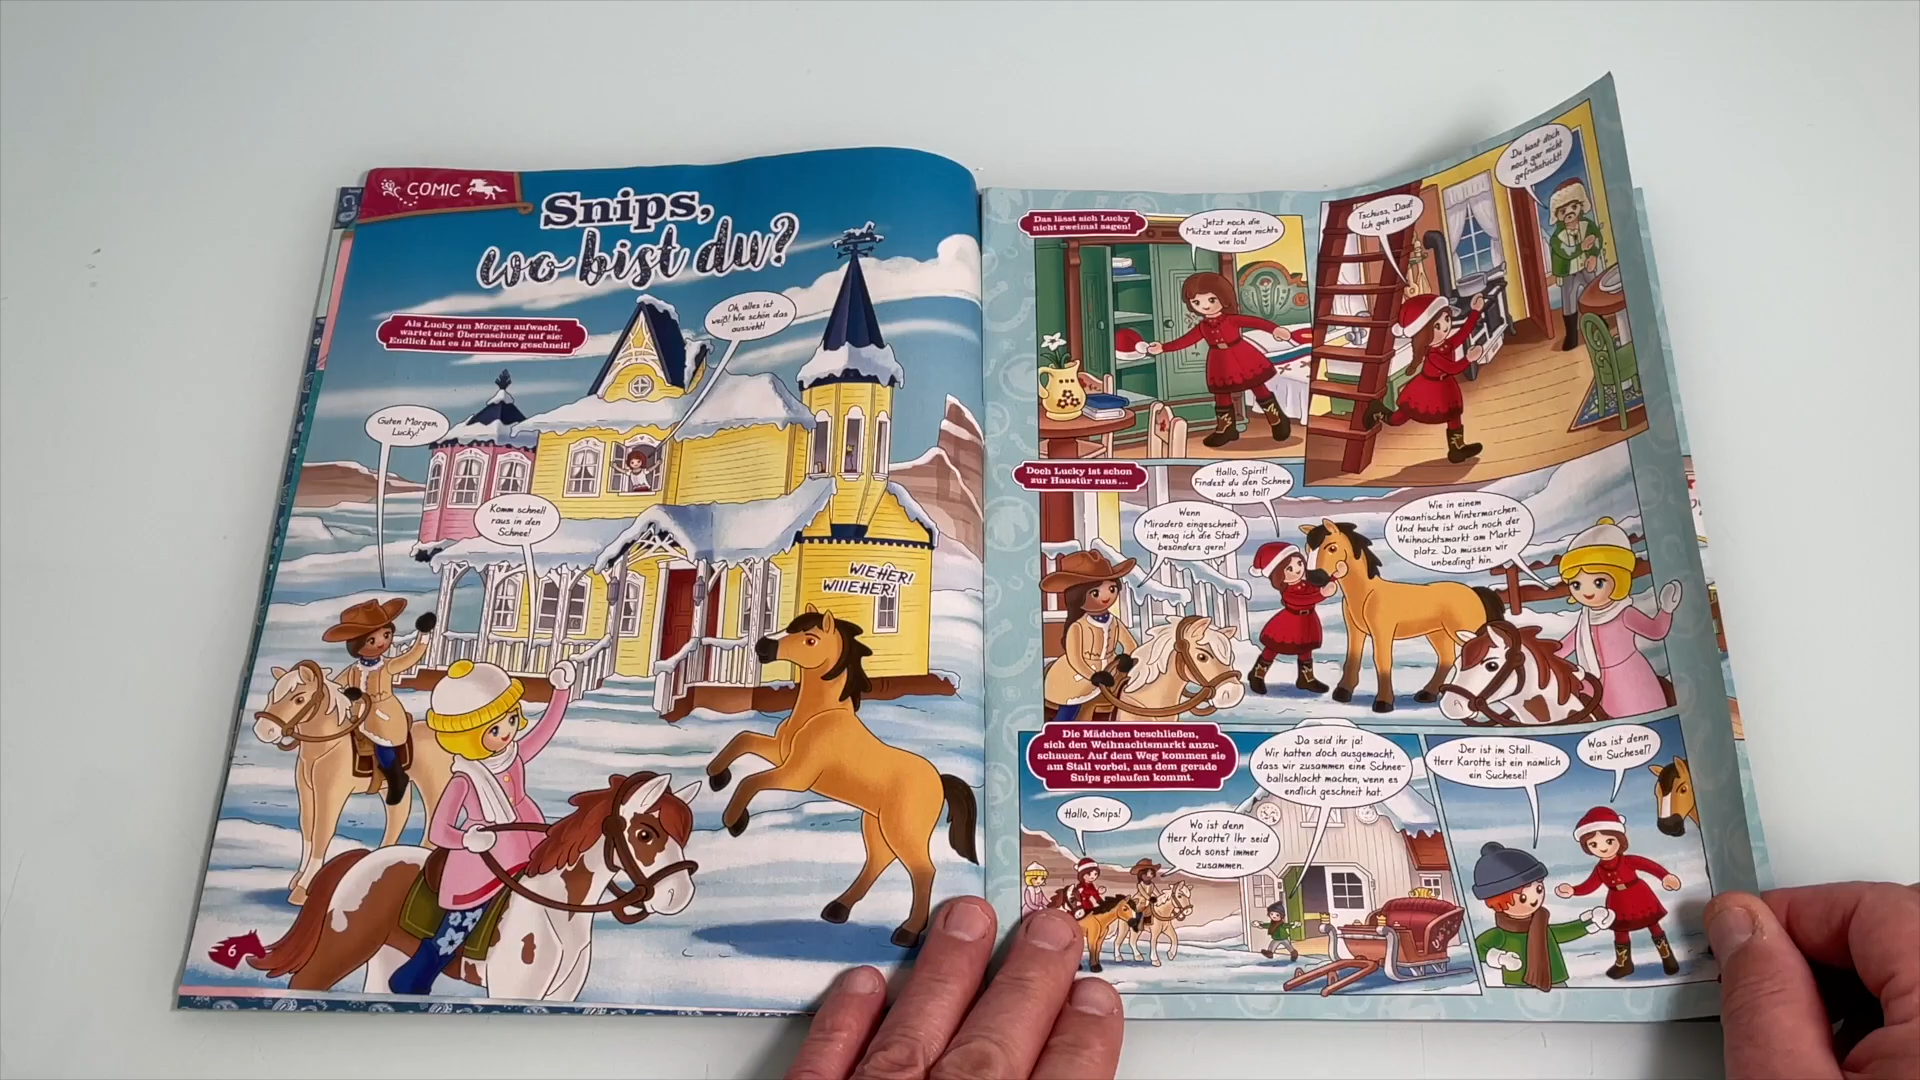 COMIC
Snips,
wo bist du?
Als Lucky am Morgen aufwacht,
wartet eine Überraschung auf sie:
Endlich hat es in Miradero geschneit!
Oh, alles ist
weiß! Wie schön das
aussieht!
Guten Morgen,
Lucky!
Komm schnell
raus in den
Schnee!
WIEHER!
WIIIEHER!
6
Das lässt sich Lucky
nicht zweimal sagen!
Jetzt noch die
Mütze und dann nichts
wie los!
Tschüss, Dad!
Ich geh raus!
Du hast doch
noch gar nicht
gefrühstückt!
Doch Lucky ist schon
zur Haustür raus ...
Hallo, Spirit!
Findest du den Schnee
auch so toll?
Wenn
Miradero eingeschneit
ist, mag ich die Stadt
besonders gern!
Wie in einem
romantischen Wintermärchen.
Und heute ist auch noch der
Weihnachtsmarkt am Markt-
platz. Da müssen wir
unbedingt hin.
Die Mädchen beschließen,
sich den Weihnachtsmarkt anzu-
schauen. Auf dem Weg kommen sie
am Stall vorbei, aus dem gerade
Snips gelaufen kommt.
Hallo, Snips!
Wo ist denn
Herr Karotte? Ihr seid
doch sonst immer
zusammen.
Da seid ihr ja!
Wir hatten doch ausgemacht,
dass wir zusammen eine Schnee-
ballschlacht machen, wenn es
endlich geschneit hat.
Der ist im Stall.
Herr Karotte ist ein nämlich
ein Suchesel!
Was ist denn
ein Suchesel?